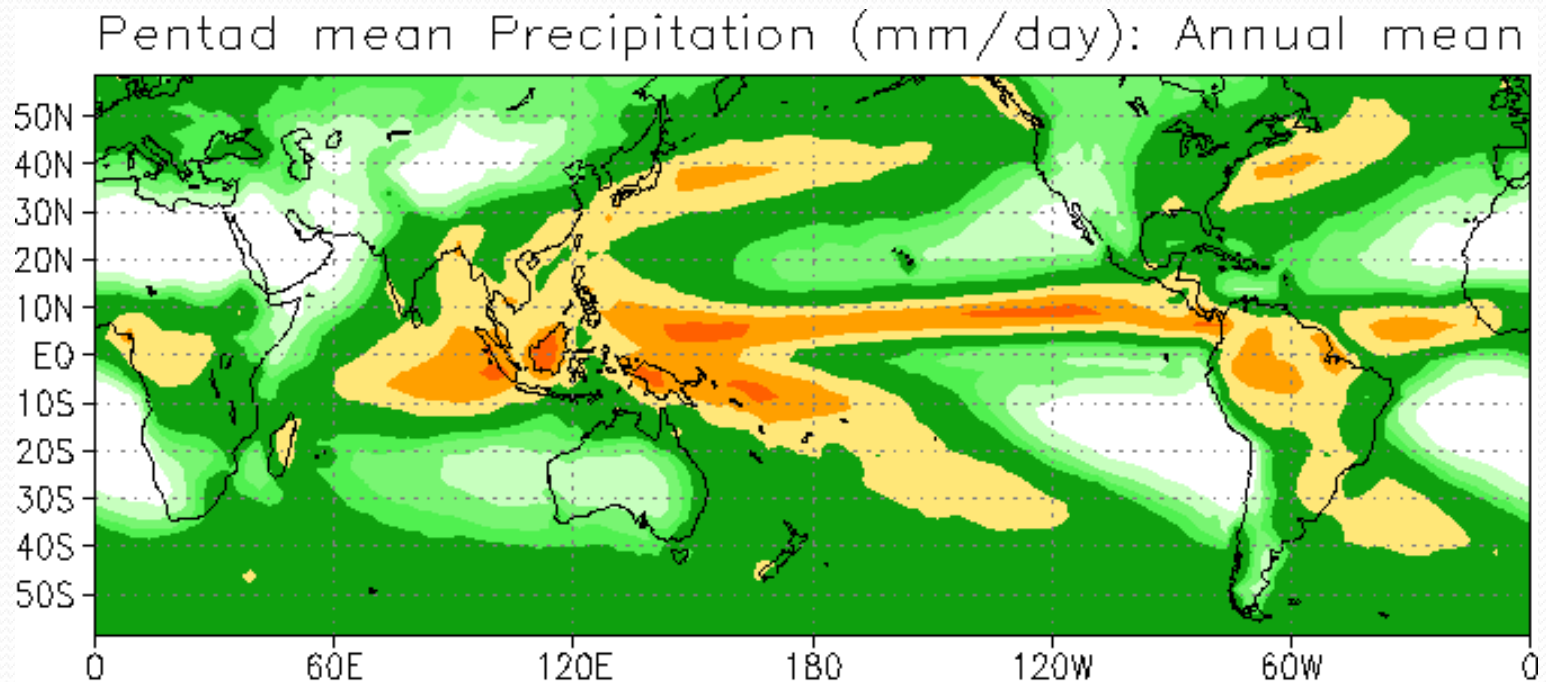 Pentad mean Precipitation (mm/day): Annual mean
50N
40N
30N
20N
10N
EQ
10S
20S
30S
40S
50S
0 60E 120E 180 120W 60W 0